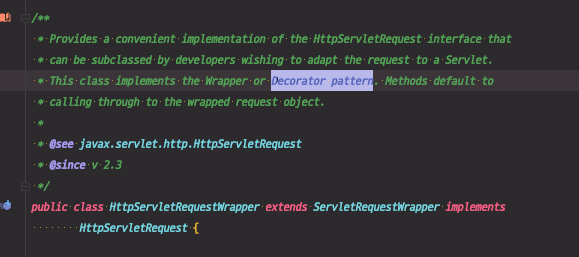 /**
* Provides a convenient implementation of the HttpServletRequest interface that
* can be subclassed by developers wishing to adapt the request to a Servlet.
* This class implements the Wrapper or Decorator pattern. Methods default to
* calling through to the wrapped request object.
*
* @see javax.servlet.http.HttpServletRequest
* @since v 2.3
*/
public class HttpServletRequestWrapper extends ServletRequestWrapper implements
HttpServletRequest {